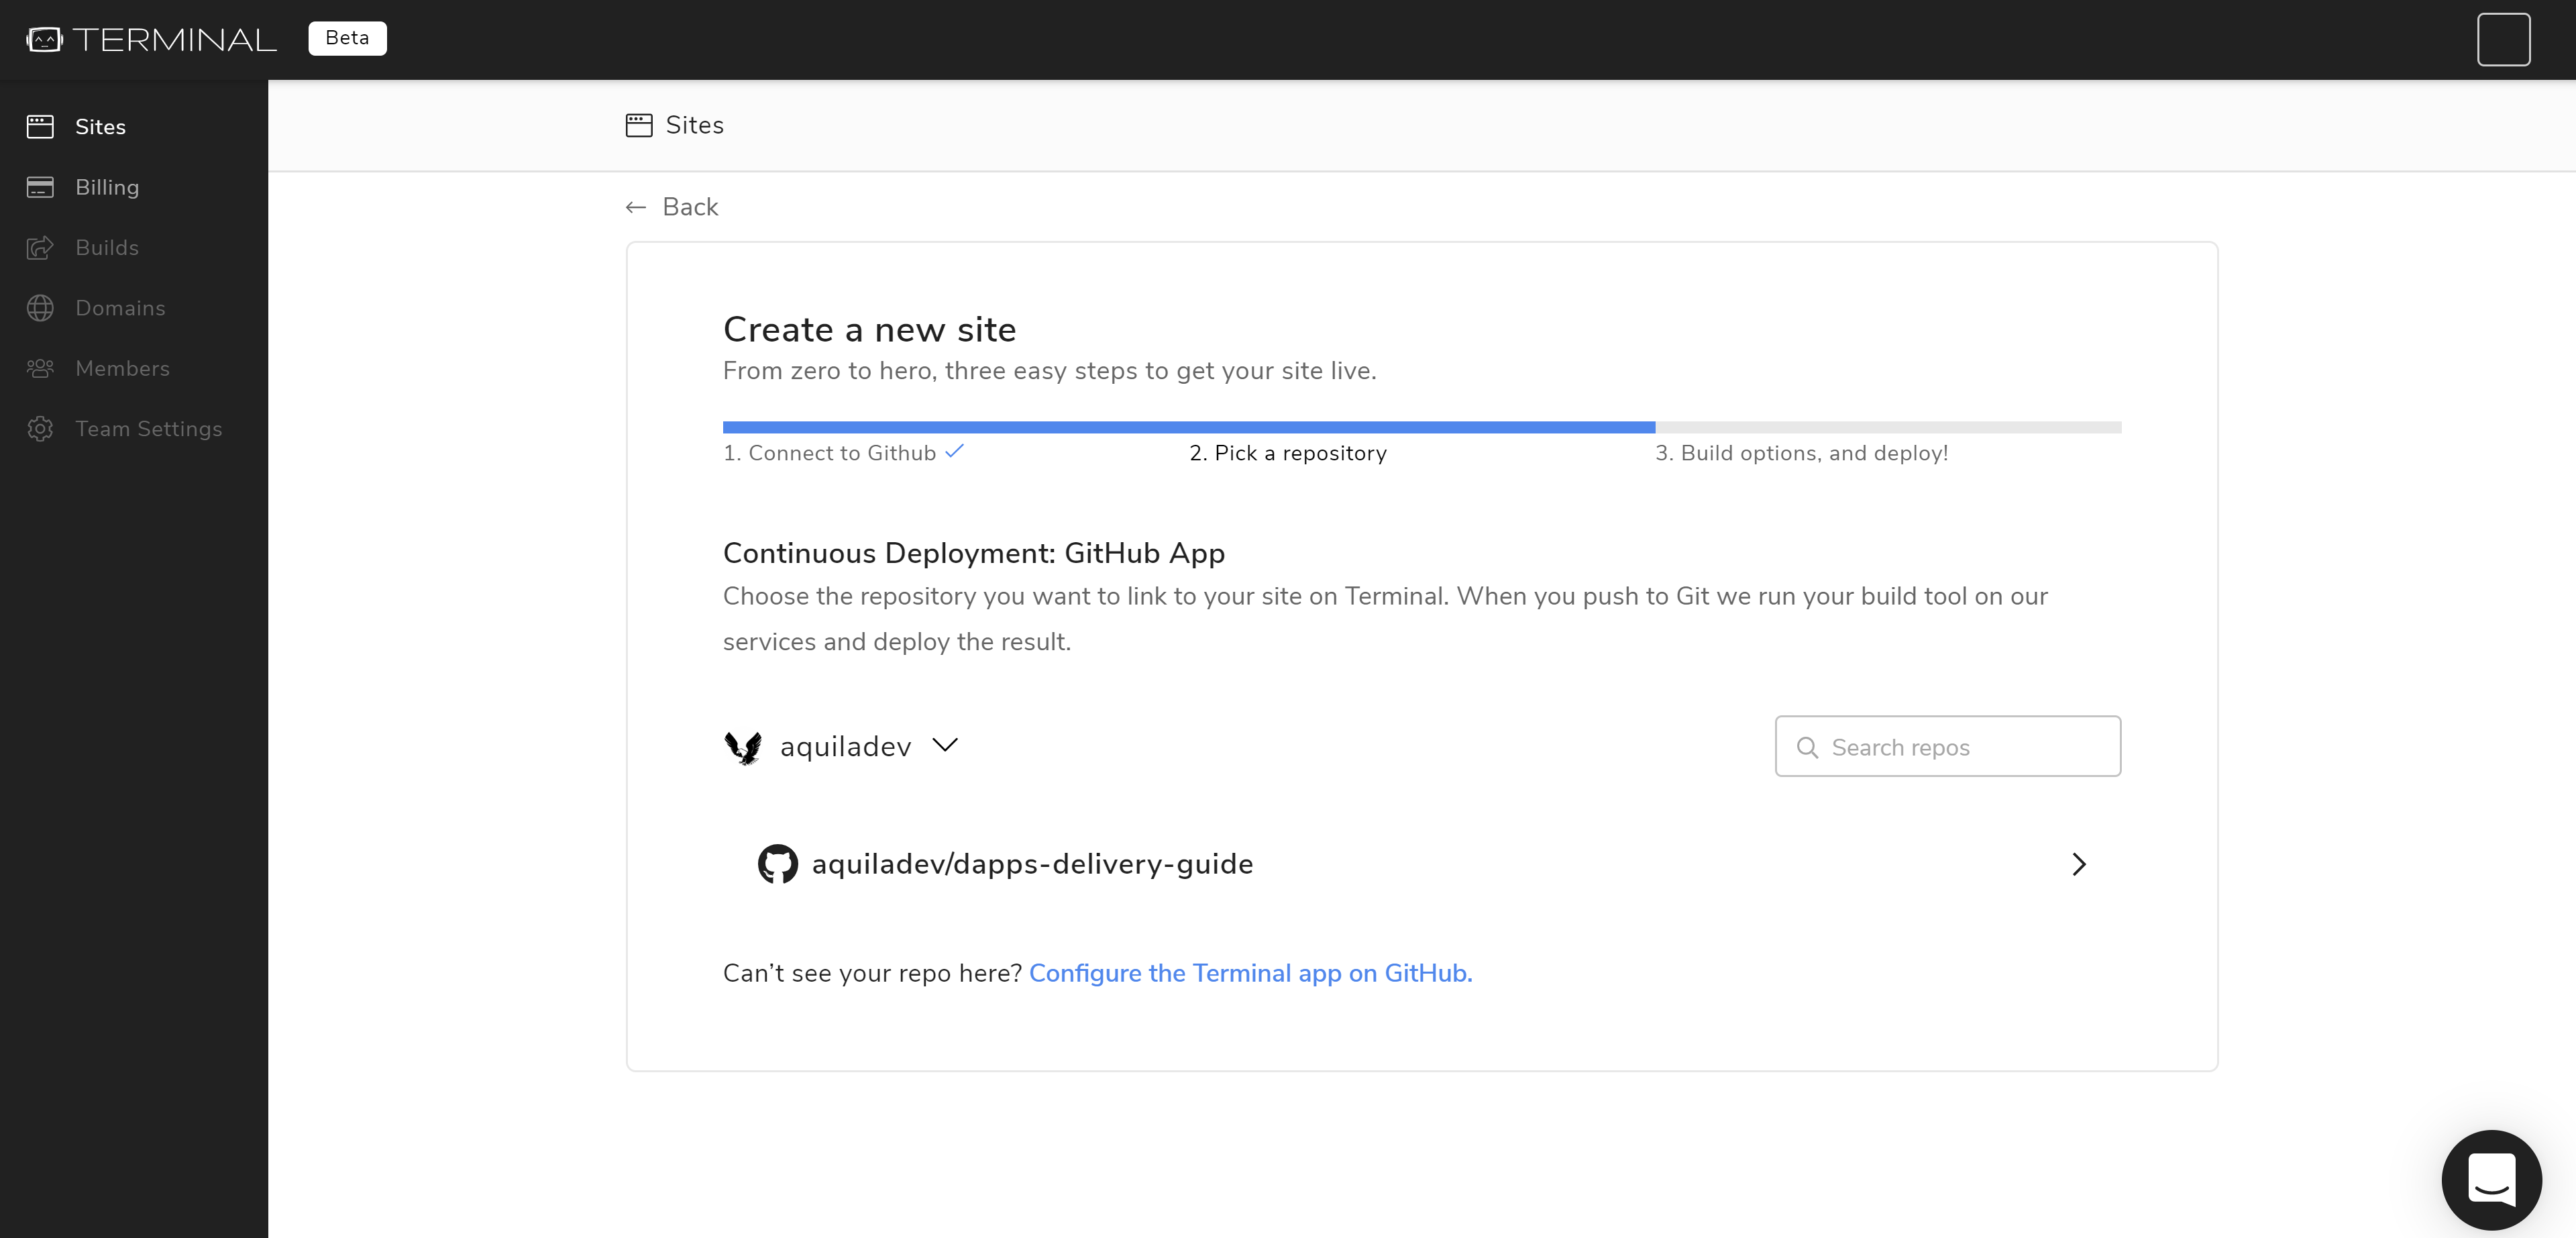 TERMINAL Beta
Sites
Billing
Builds
Domains
Members
Team Settings
Sites
Back
Create a new site
From zero to hero, three easy steps to get your site live.
1. Connect to Github
2. Pick a repository
3. Build options, and deploy!
Continuous Deployment: GitHub App
Choose the repository you want to link to your site on Terminal. When you push to Git we run your build tool on our
services and deploy the result.
aquiladev
Search repos
aquiladev/dapps-delivery-guide
Can’t see your repo here? Configure the Terminal app on GitHub.